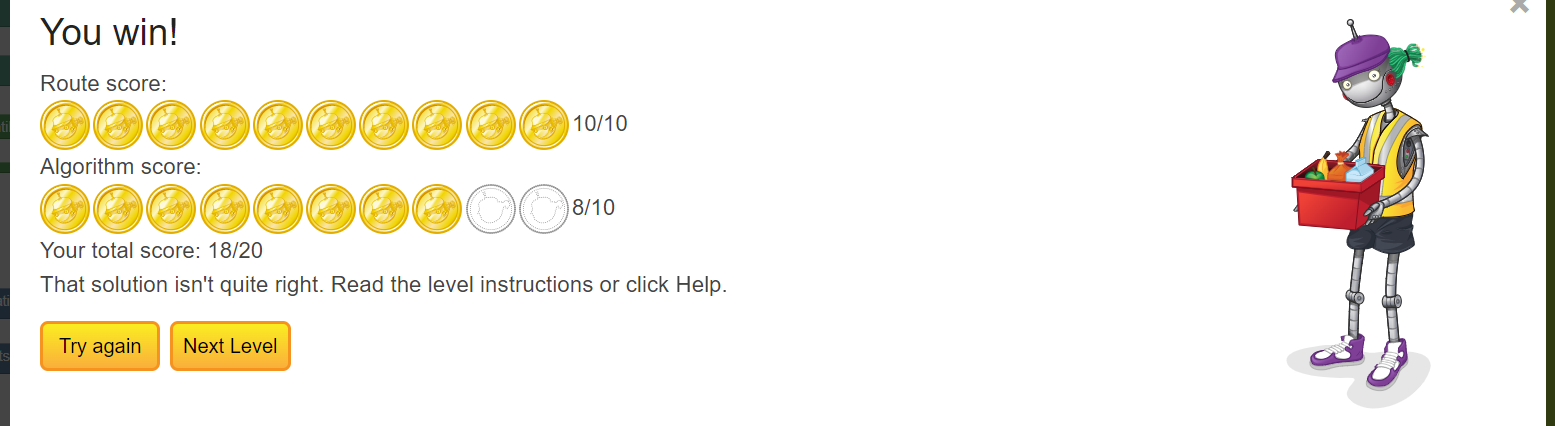 You win!
Route score:
10/10
Algorithm score:
8/10
Your total score: 18/20
That solution isn't quite right. Read the level instructions or click Help.
Try again
Next Level